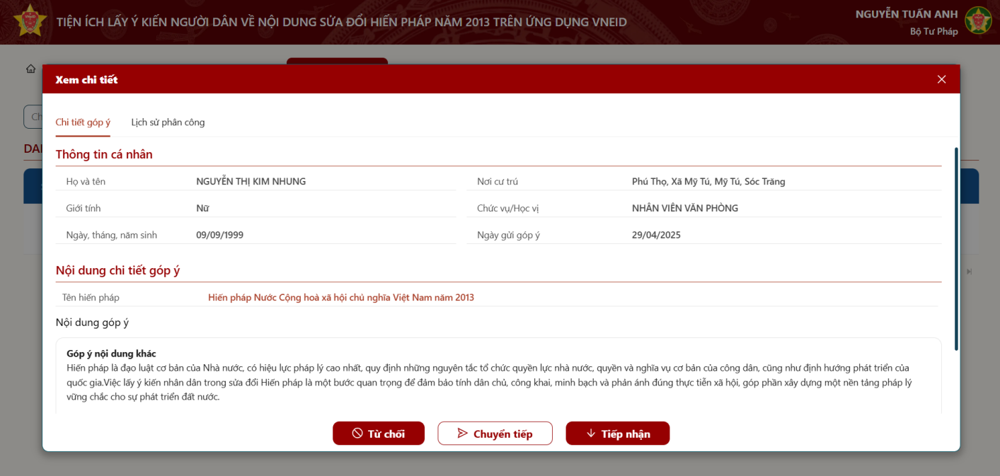 VNeID
TIỆN ÍCH LẤY Ý KIẾN NGƯỜI DÂN VỀ NỘI DUNG SỬA ĐỔI HIẾN PHÁP NĂM 2013 TRÊN ỨNG DỤNG VNEID
NGUYỄN TUẤN ANH
Bộ Tư Pháp
Xem chi tiết
Ch
Chi tiết góp ý
Lịch sử phân công
DAI
Thông tin cá nhân
Họ và tên NGUYỄN THỊ KIM NHUNG Nơi cư trú Phú Thọ, Xã Mỹ Tú, Mỹ Tú, Sóc Trăng
Giới tính Nữ Chức vụ/Học vị NHÂN VIÊN VĂN PHÒNG
Ngày, tháng, năm sinh 09/09/1999 Ngày gửi góp ý 29/04/2025
Nội dung chi tiết góp ý
Tên hiến pháp Hiến pháp Nước Cộng hoà xã hội chủ nghĩa Việt Nam năm 2013
Nội dung góp ý
Góp ý nội dung khác
Hiến pháp là đạo luật cơ bản của Nhà nước, có hiệu lực pháp lý cao nhất, quy định những nguyên tắc tổ chức quyền lực nhà nước, quyền và nghĩa vụ cơ bản của công dân, cũng như định hướng phát triển của
quốc gia.Việc lấy ý kiến nhân dân trong sửa đổi Hiến pháp là một bước quan trọng để đảm bảo tính dân chủ, công khai, minh bạch và phản ánh đúng thực tiễn xã hội, góp phần xây dựng một nền tảng pháp lý
vững chắc cho sự phát triển đất nước.
Từ chối
Chuyển tiếp
Tiếp nhận